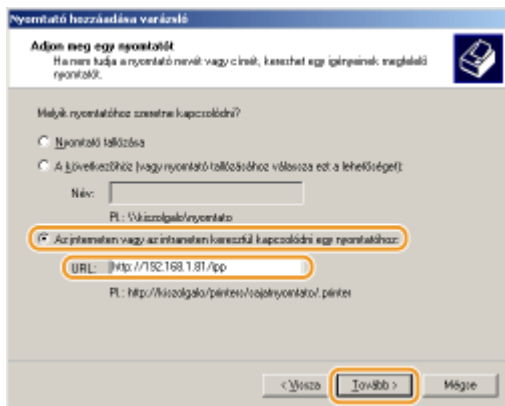 Nyomtató hozzáadása varázsló
Adjon meg egy nyomtatót
Ha nem tudja a nyomtató nevét vagy címét, kereshet egy igényeinek megfelelő
nyomtatót.
Melyik nyomtatóhoz szeretne kapcsolódni?
Nyomtató tallózása
A következőhöz (vagy nyomtató tallózásához válassza ezt a lehetőséget):
Név:
Pl.: \\kiszolgalo\nyomtato
Az interneten vagy az intraneten keresztül kapcsolódni egy nyomtatóhoz:
URL: http://192.168.1.81/ipp
Pl.: http://kiszolgalo/printers/sajatnyomtato/.printer
< Vissza Tovább > Mégse